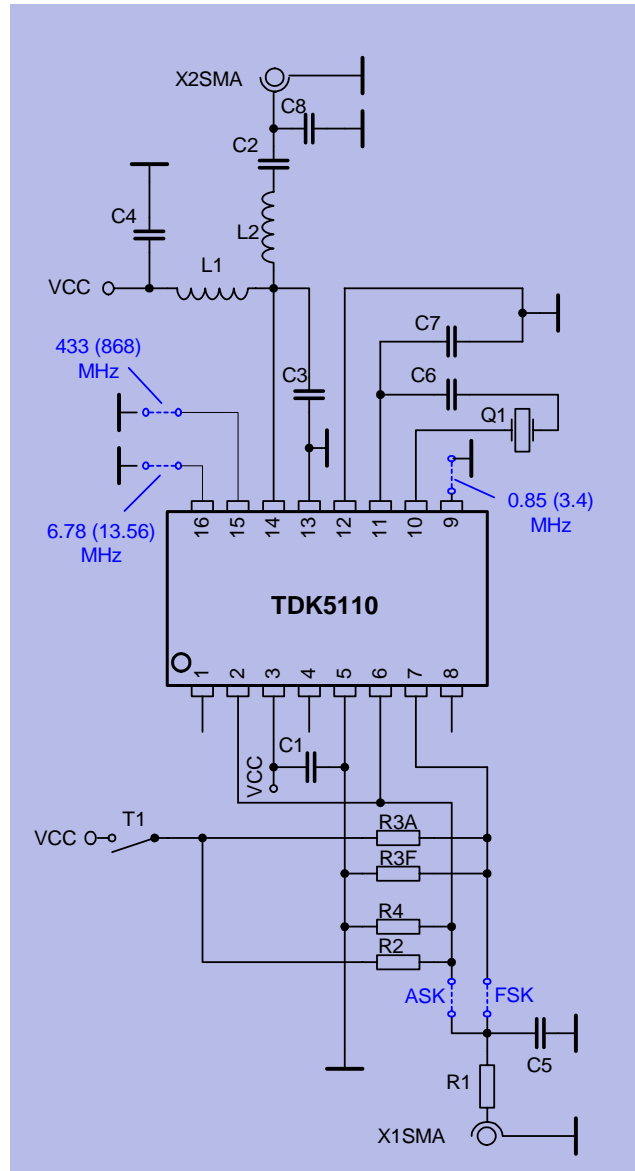 X2SMA
C8
C2
C4
L2
L1
VCC
433 (868)
MHz
C7
C3
C6
Q1
6.78 (13.56)
MHz
0.85 (3.4)
MHz
16
15
14
13
12
11
10
9
TDK5110
1
2
3
4
5
6
7
8
C1
VCC
T1
VCC
R3A
R3F
R4
R2
ASK
FSK
C5
R1
X1SMA